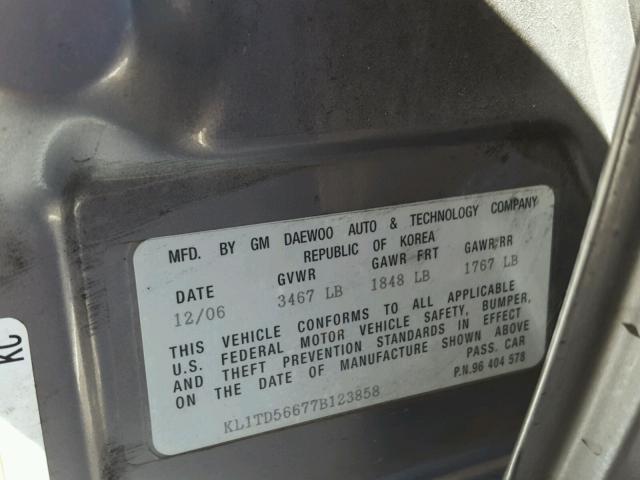 MFD. BY GM DAEWOO AUTO & TECHNOLOGY COMPANY
REPUBLIC OF KOREA
DATE GVWR GAWR FRT GAWR RR
12/06 3467 LB 1848 LB 1767 LB
THIS VEHICLE CONFORMS TO ALL APPLICABLE
U.S. FEDERAL MOTOR VEHICLE SAFETY, BUMPER,
AND THEFT PREVENTION STANDARDS IN EFFECT
ON THE DATE OF MANUFACTURE SHOWN ABOVE
PASS. CAR
P.N.96 404 578
KL1TD56677B123858
KC